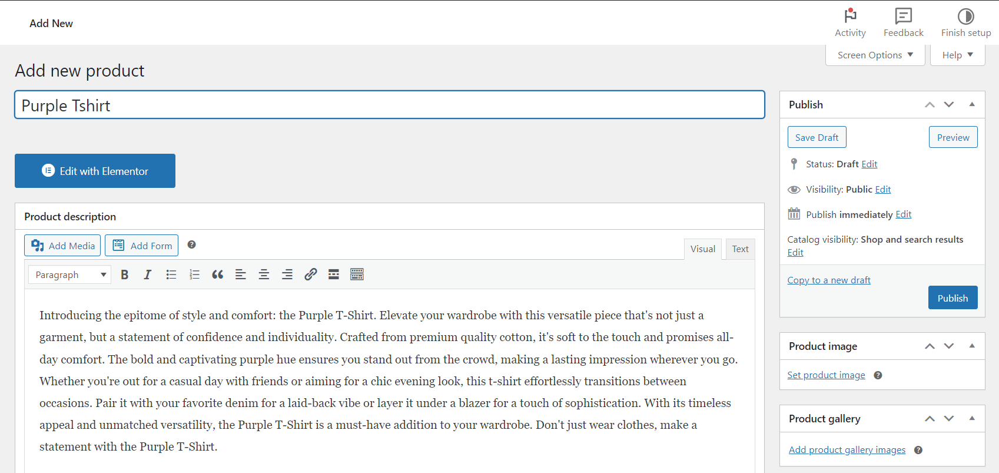 Add New
Activity
Feedback
Finish setup
Screen Options
Help
Add new product
Purple Tshirt
Edit with Elementor
Product description
Add Media
Add Form
Visual
Text
Paragraph
Introducing the epitome of style and comfort: the Purple T-Shirt. Elevate your wardrobe with this versatile piece that's not just a
garment, but a statement of confidence and individuality. Crafted from premium quality cotton, it's soft to the touch and promises all-
day comfort. The bold and captivating purple hue ensures you stand out from the crowd, making a lasting impression wherever you go.
Whether you're out for a casual day with friends or aiming for a chic evening look, this t-shirt effortlessly transitions between
occasions. Pair it with your favorite denim for a laid-back vibe or layer it under a blazer for a touch of sophistication. With its timeless
appeal and unmatched versatility, the Purple T-Shirt is a must-have addition to your wardrobe. Don't just wear clothes, make a
statement with the Purple T-Shirt.
Publish
Save Draft
Preview
Status: Draft Edit
Visibility: Public Edit
Publish immediately Edit
Catalog visibility: Shop and search results
Edit
Copy to a new draft
Publish
Product image
Set product image
Product gallery
Add product gallery images